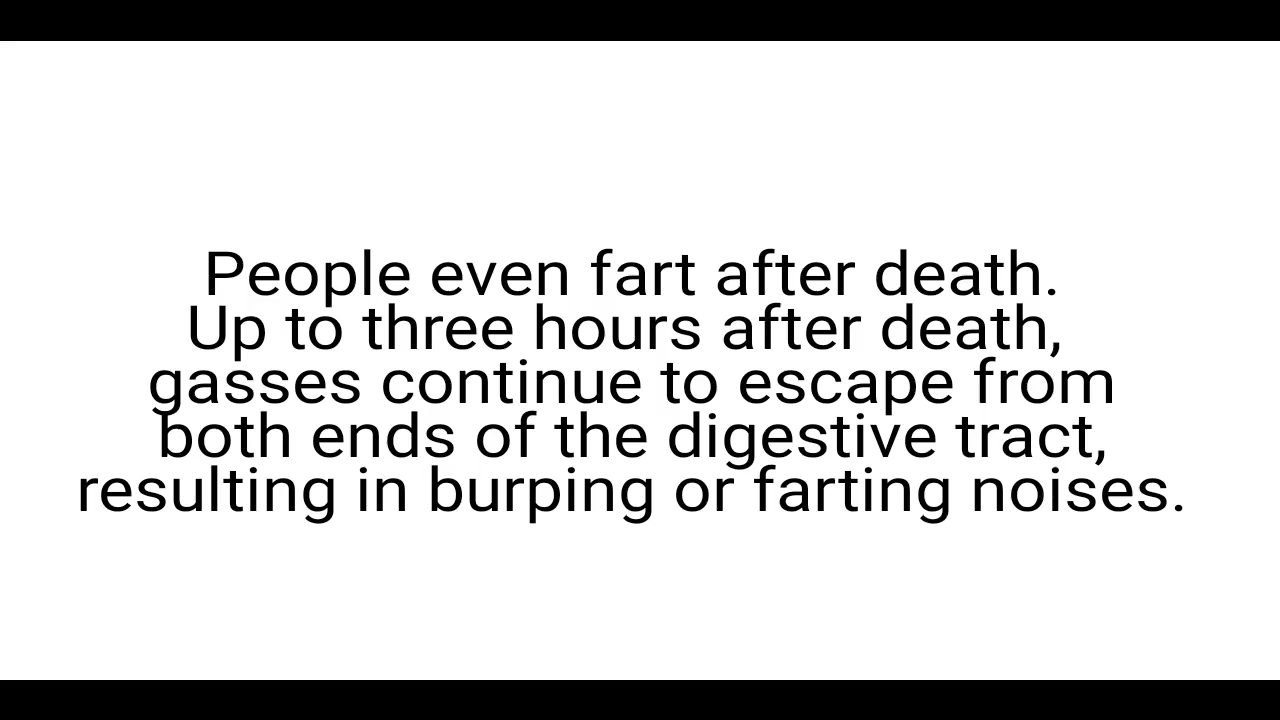 People even fart after death.
Up to three hours after death,
gasses continue to escape from
both ends of the digestive tract,
resulting in burping or farting noises.